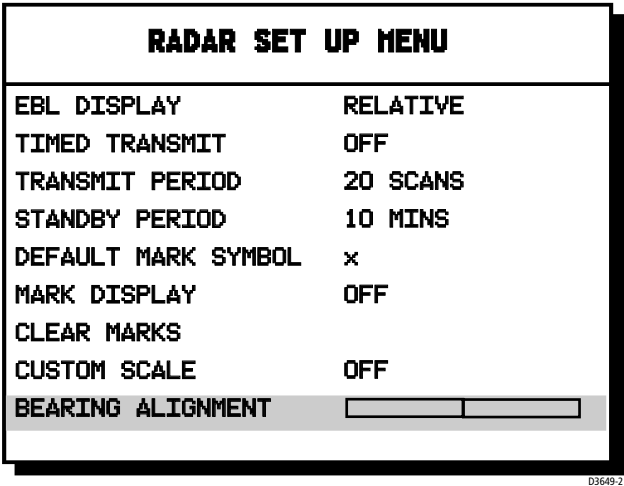 RADAR SET UP MENU
EBL DISPLAY RELATIVE
TIMED TRANSMIT OFF
TRANSMIT PERIOD 20 SCANS
STANDBY PERIOD 10 MINS
DEFAULT MARK SYMBOL x
MARK DISPLAY OFF
CLEAR MARKS
CUSTOM SCALE OFF
BEARING ALIGNMENT
D3649-2